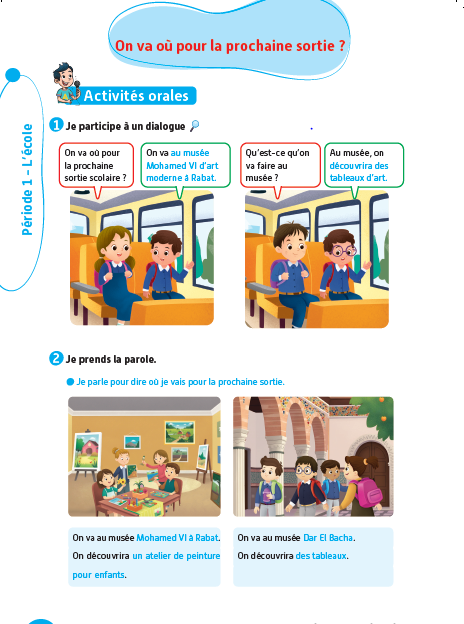 On va où pour la prochaine sortie ?
Activités orales
Période 1 – L'école
1 Je participe à un dialogue
On va où pour
la prochaine
sortie scolaire ?
On va au musée
Mohamed VI d'art
moderne à Rabat.
Qu'est-ce qu'on
va faire au
musée ?
Au musée, on
découvrira des
tableaux d'art.
2 Je prends la parole.
Je parle pour dire où je vais pour la prochaine sortie.
On va au musée Mohamed VI à Rabat.
On découvrira un atelier de peinture
pour enfants.
On va au musée Dar El Bacha.
On découvrira des tableaux.